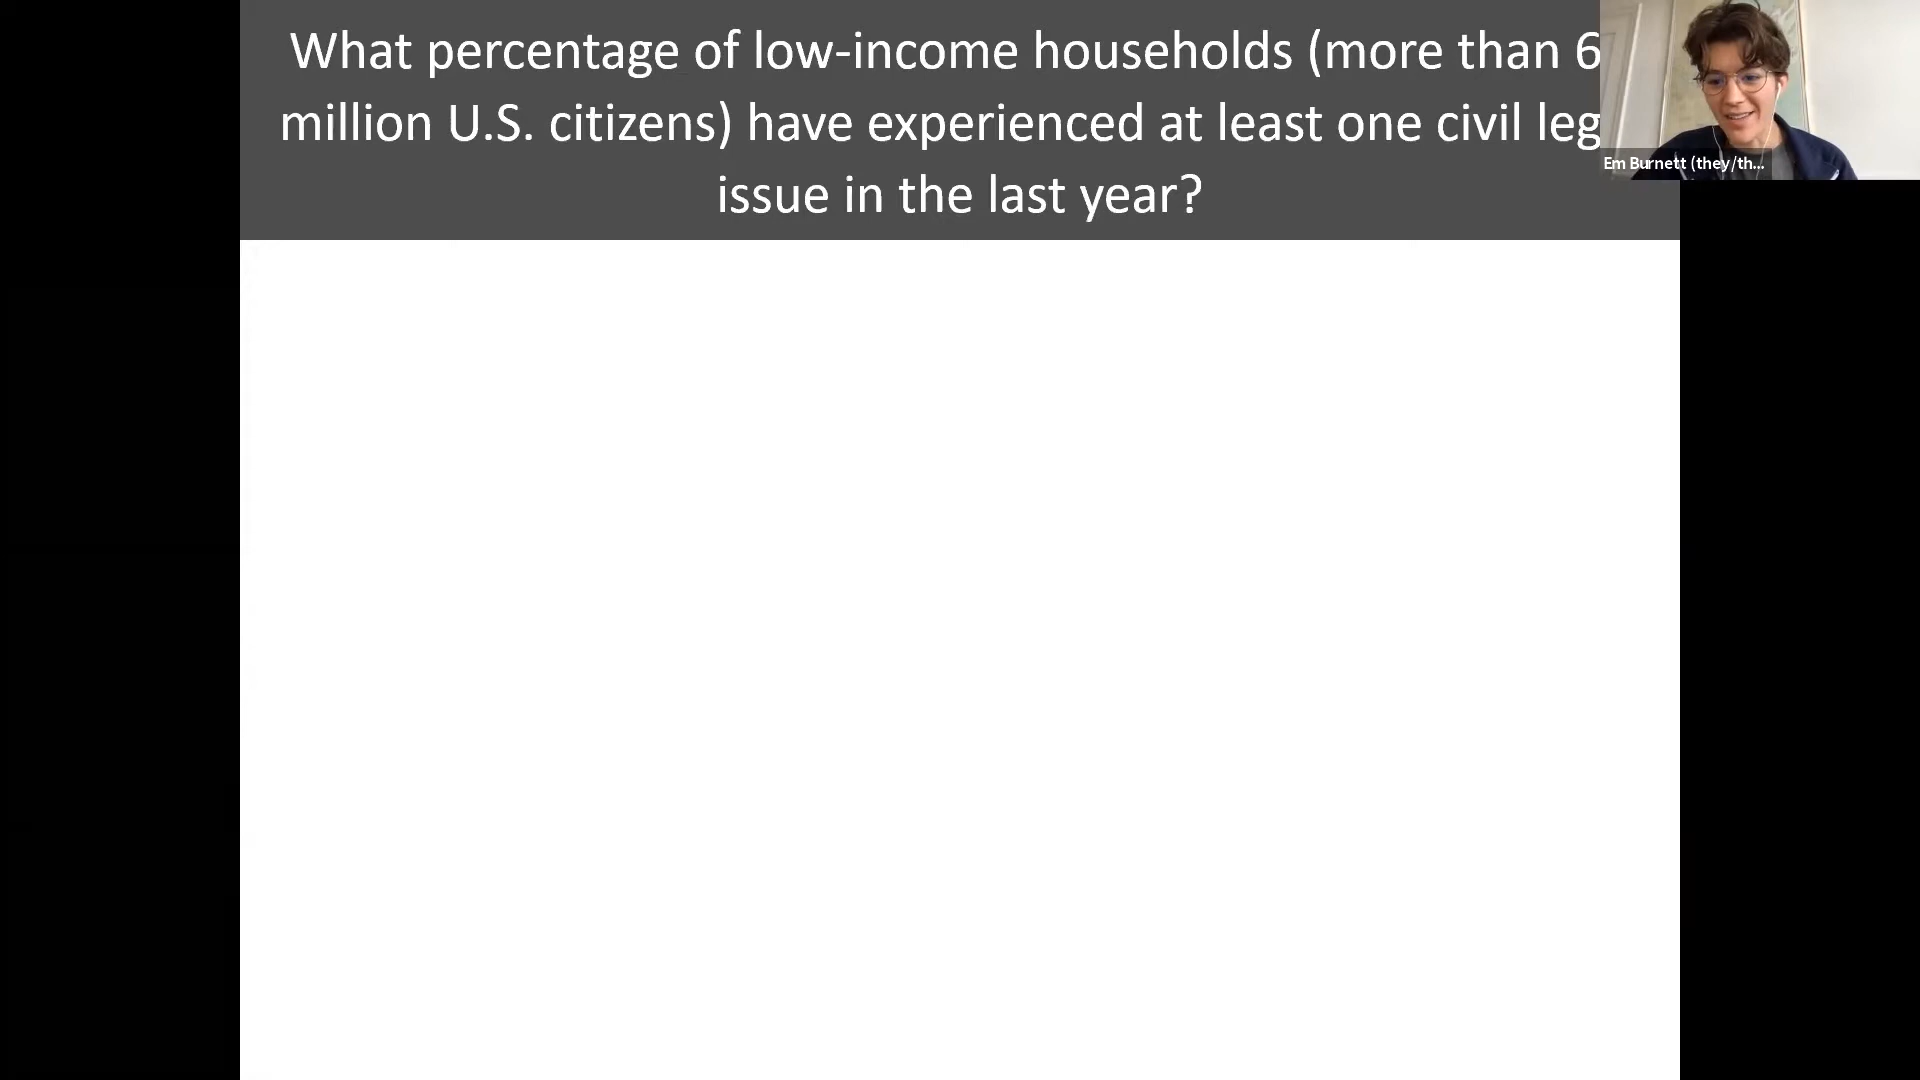 What percentage of low-income households (more than 6
million U.S. citizens) have experienced at least one civil leg
issue in the last year?
Em Burnett (they/th...